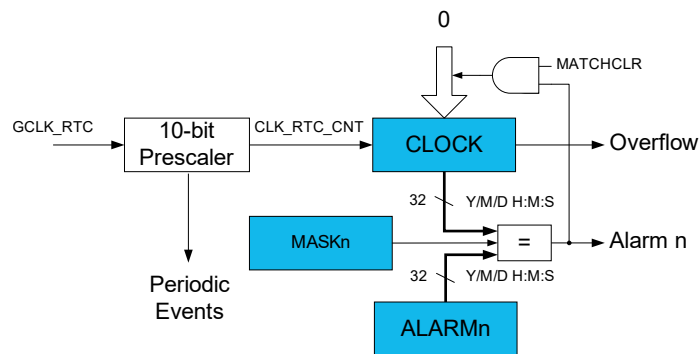 0
MATCHCLR
GCLK_RTC
10-bit
Prescaler
CLK_RTC_CNT
CLOCK
Overflow
32
Y/M/D H:M:S
MASKn
=
Alarm n
32
Y/M/D H:M:S
Periodic
Events
ALARMn